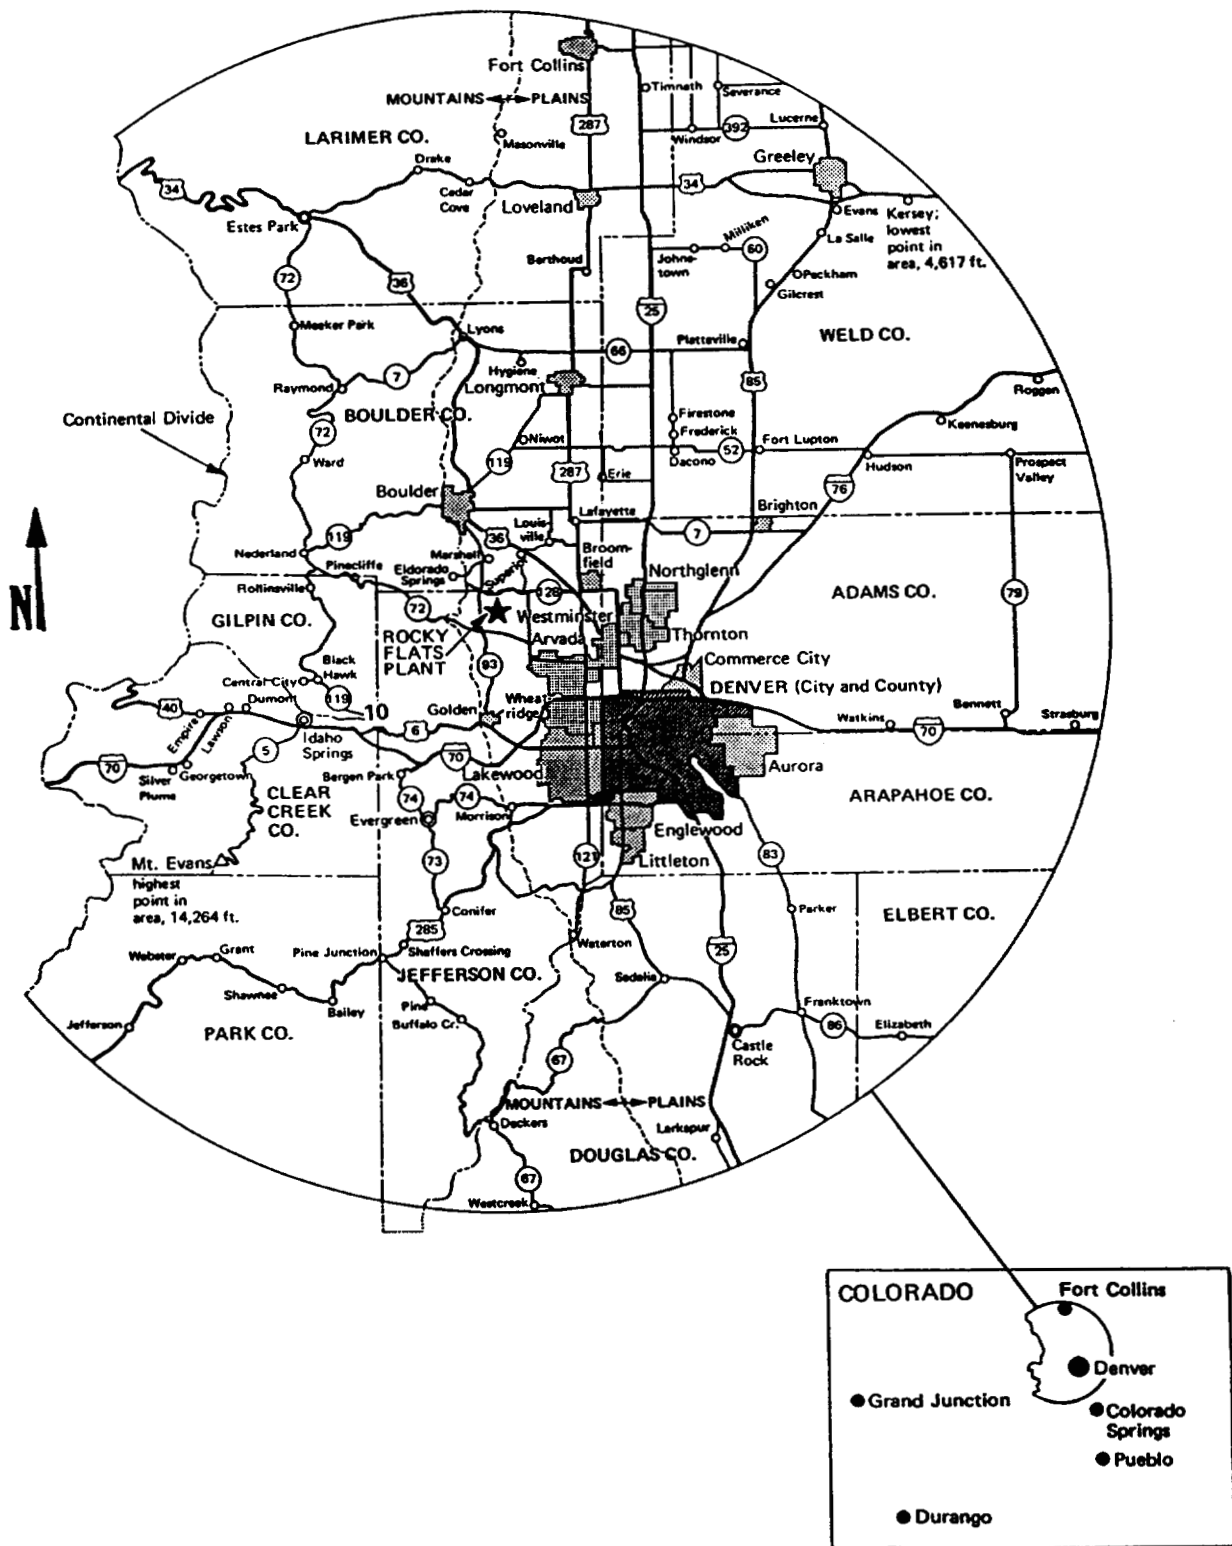 Fort Collins
Timnath
Severance
MOUNTAINS
PLAINS
LARIMER CO.
287
Masonville
Windsor
392
Lucerne
Greeley
Drake
Cedar
Cove
34
34
Loveland
Estes Park
Evans
Kersey;
lowest
point in
area, 4,617 ft.
La Salle
Milliken
60
Johns-
town
Berthoud
72
36
Peckham
Gilcrest
25
Meeker Park
Lyons
WELD CO.
Platteville
66
Hygiene
Raymond
7
Longmont
85
Roggen
Continental Divide
BOULDER CO.
72
Firestone
Frederick
Dacono
Keenesburg
Niwot
52
Fort Lupton
Ward
119
287
Erie
Hudson
Prospect
Valley
76
Boulder
Brighton
Lafayette
Louis-
ville
7
119
36
Nederland
Marshall
Broom-
field
Pinecliffe
Eldorado
Springs
Superior
Northglenn
N
Rollinsville
128
ADAMS CO.
79
GILPIN CO.
72
Westminster
ROCKY
FLATS
PLANT
Arvada
Thornton
Black
Hawk
93
Commerce City
Central City
Dumont
119
DENVER (City and County)
40
10
Golden
Wheat
ridge
Bennett
Strasburg
Watkins
Empire
Lawson
6
70
5
Idaho
Springs
70
70
Silver
Plume
Georgetown
Bergen Park
Lakewood
Aurora
CLEAR
CREEK
CO.
74
74
Morrison
ARAPAHOE CO.
Evergreen
Englewood
Littleton
Mt. Evans
highest
point in
area, 14,264 ft.
73
121
83
Conifer
85
Parker
ELBERT CO.
285
Waterton
25
Webster
Grant
Pine Junction
Shaffers Crossing
JEFFERSON CO.
Sedalia
Shawnee
Bailey
Pine
Buffalo Cr.
Franktown
Jefferson
86
Elizabeth
PARK CO.
Castle
Rock
67
MOUNTAINS
PLAINS
Deckers
Larkspur
DOUGLAS CO.
67
Westcreek
COLORADO
Fort Collins
Denver
Grand Junction
Colorado
Springs
Pueblo
Durango